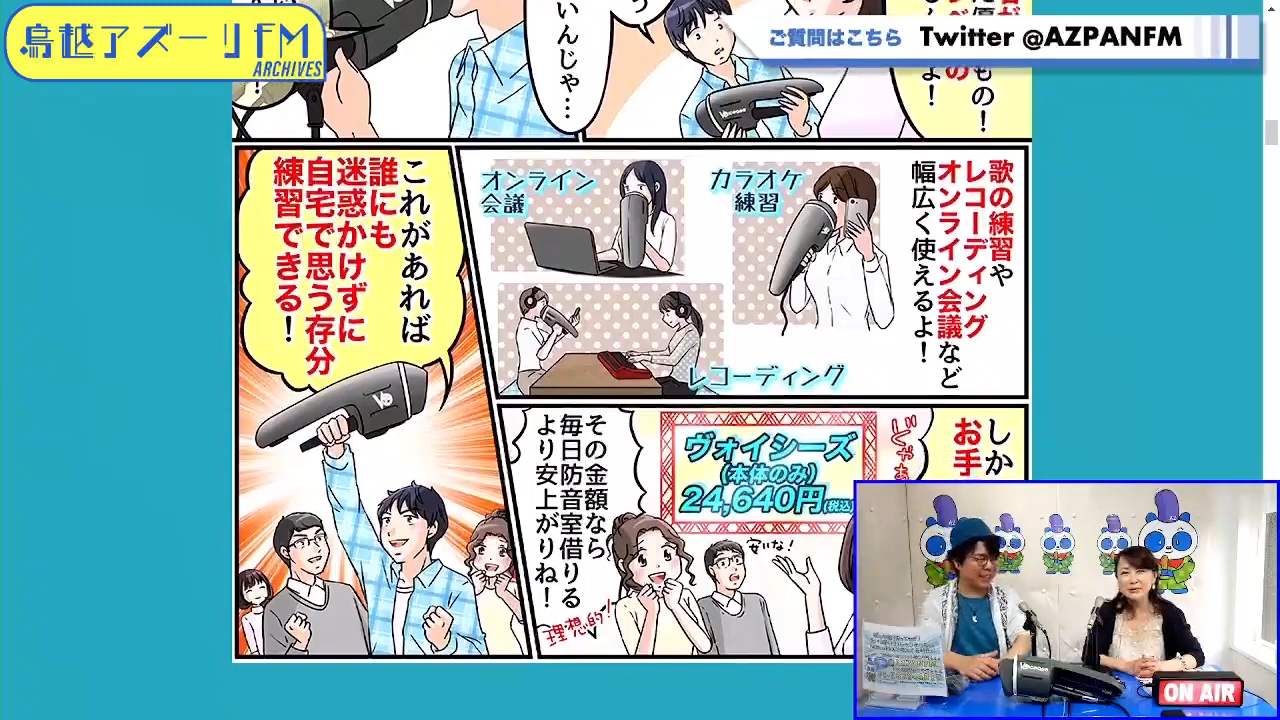 鳥越アズーリFM
ARCHIVES
ご質問はこちら Twitter @AZPANFM
もの!
よ!
いんじゃ…
歌の練習や
レコーディング
オンライン会議など
幅広く使えるよ!
カラオケ
練習
オンライン
会議
レコーディング
これがあれば
誰にも
迷惑かけずに
自宅で思う存分
練習できる!
しか
お手
ヴォイシーズ
(本体のみ)
24,640円(税込)
その金額なら
毎日防音室借りる
より安上がりね!
安いな!
理想的!
ON AIR